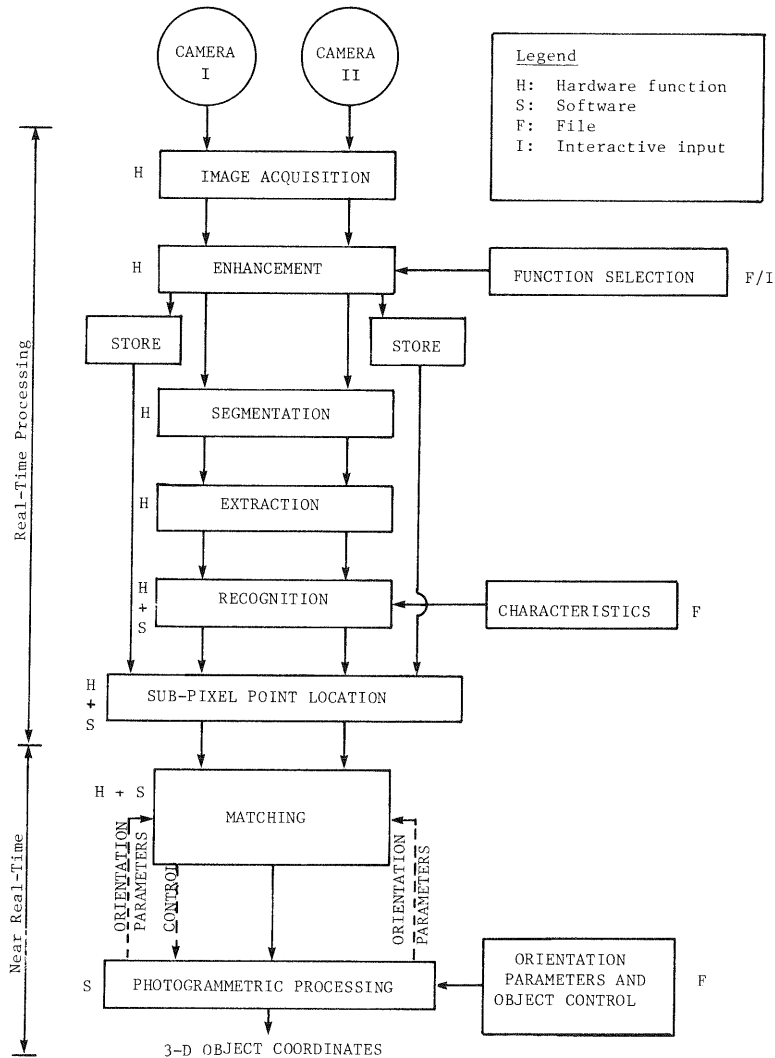 CAMERA
I
CAMERA
II
Legend
H: Hardware function
S: Software
F: File
I: Interactive input
H
IMAGE ACQUISITION
H
ENHANCEMENT
FUNCTION SELECTION
F/I
STORE
STORE
Real-Time Processing
H
SEGMENTATION
H
EXTRACTION
H
+
S
RECOGNITION
CHARACTERISTICS
F
H
+
S
SUB-PIXEL POINT LOCATION
H + S
MATCHING
Near Real-Time
ORIENTATION
PARAMETERS
CONTROL
ORIENTATION
PARAMETERS
S
PHOTOGRAMMETRIC PROCESSING
ORIENTATION
PARAMETERS AND
OBJECT CONTROL
F
3-D OBJECT COORDINATES